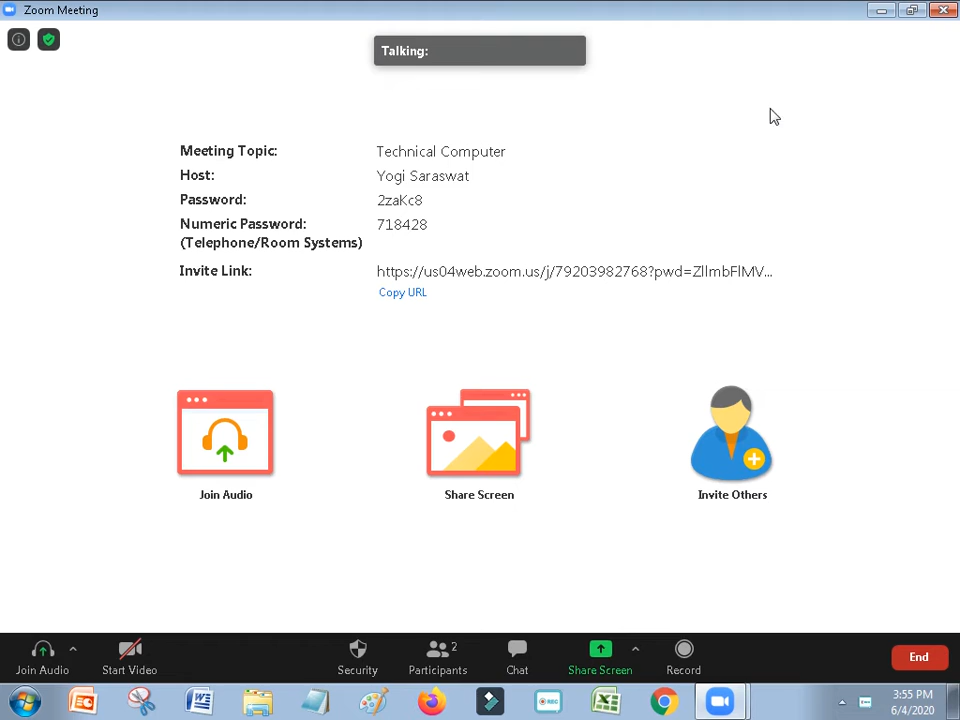 Zoom Meeting
Talking:
Meeting Topic: Technical Computer
Host: Yogi Saraswat
Password: 2zaKc8
Numeric Password: 718428
(Telephone/Room Systems)
Invite Link: https://us04web.zoom.us/j/79203982768?pwd=ZllmbFlMV...
Copy URL
Join Audio Share Screen Invite Others
2
Join Audio Start Video Security Participants Chat Share Screen Record End
REC
3:55 PM
6/4/2020